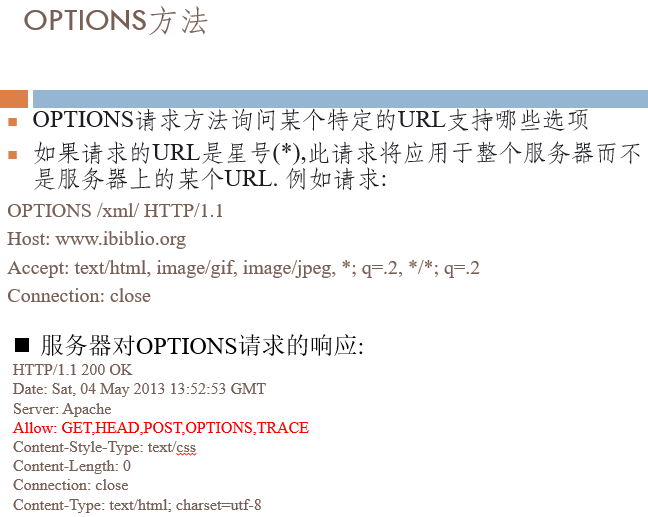 OPTIONS方法
OPTIONS请求方法询问某个特定的URL支持哪些选项
如果请求的URL是星号(*),此请求将应用于整个服务器而不
是服务器上的某个URL. 例如请求:
OPTIONS /xml/ HTTP/1.1
Host: www.ibiblio.org
Accept: text/html, image/gif, image/jpeg, *; q=.2, */*; q=.2
Connection: close
服务器对OPTIONS请求的响应:
HTTP/1.1 200 OK
Date: Sat, 04 May 2013 13:52:53 GMT
Server: Apache
Allow: GET,HEAD,POST,OPTIONS,TRACE
Content-Style-Type: text/css
Content-Length: 0
Connection: close
Content-Type: text/html; charset=utf-8